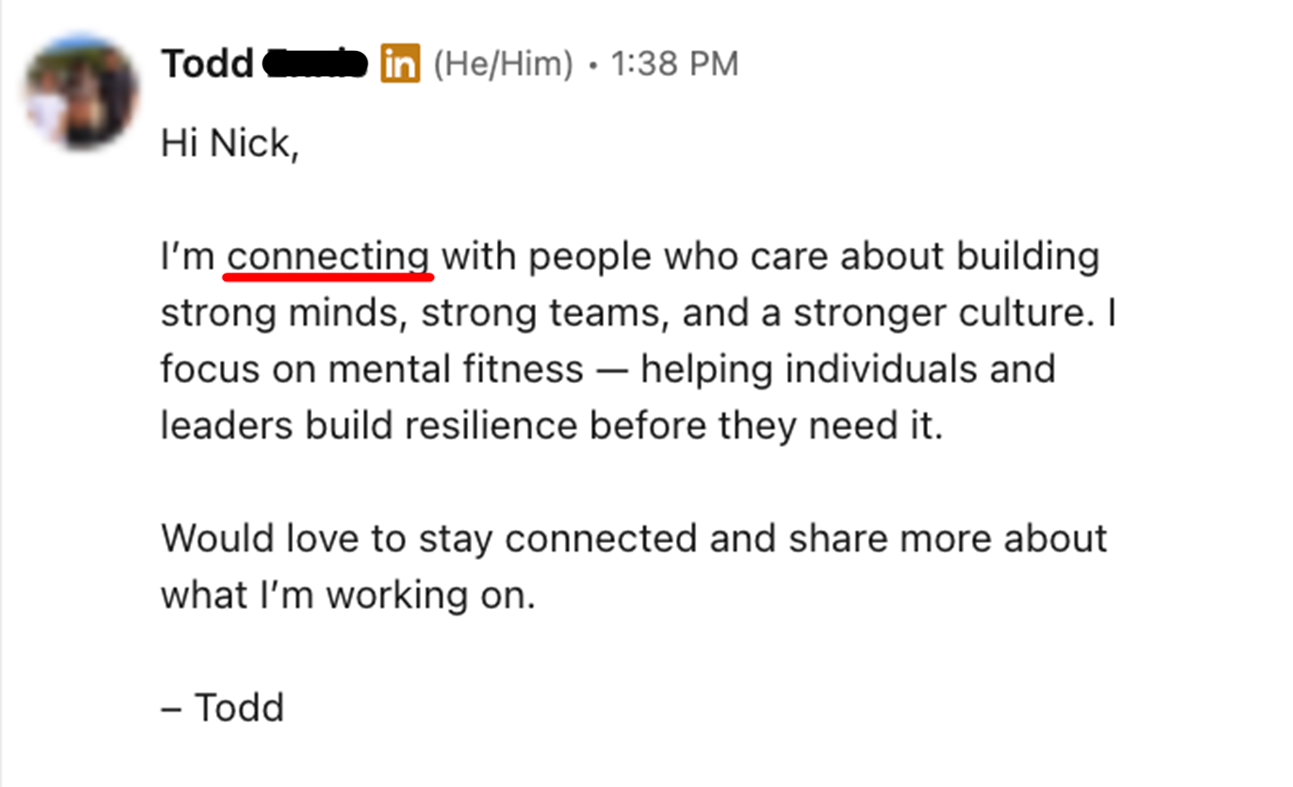 Todd in (He/Him) • 1:38 PM
Hi Nick,
I’m connecting with people who care about building
strong minds, strong teams, and a stronger culture. I
focus on mental fitness — helping individuals and
leaders build resilience before they need it.
Would love to stay connected and share more about
what I’m working on.
– Todd